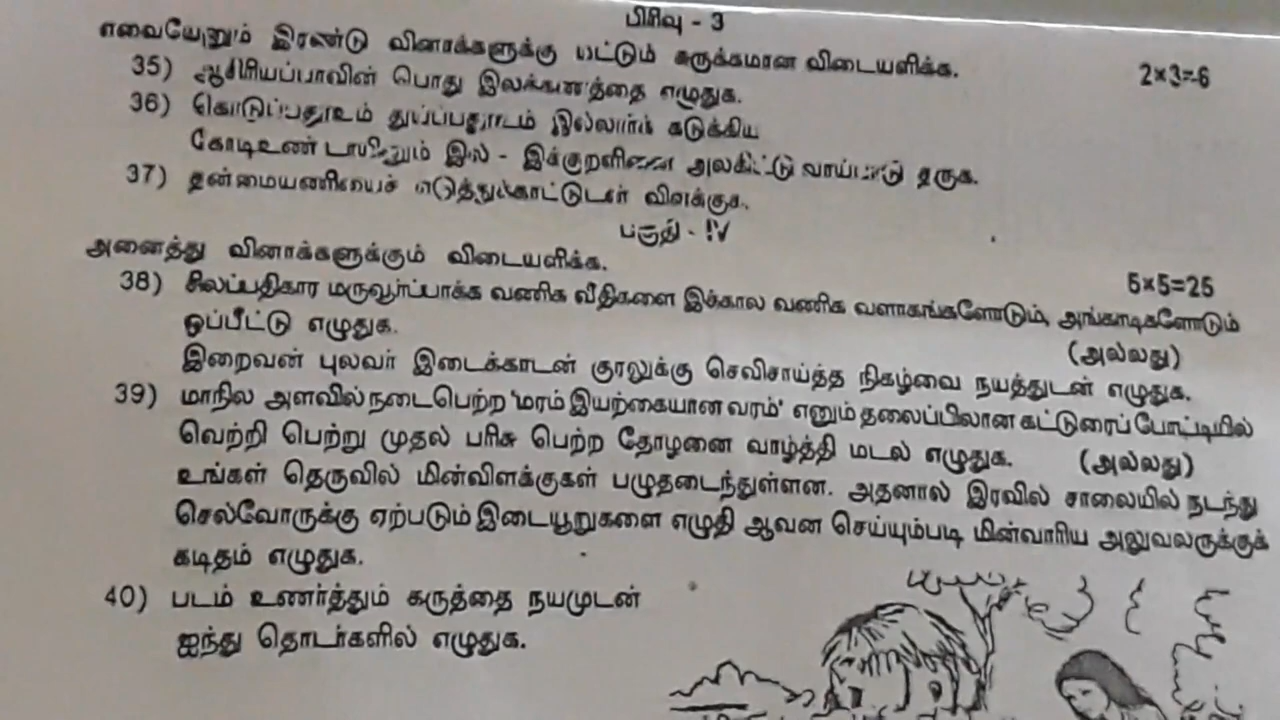 பிரிவு - 3
எவையேனும் இரண்டு வினாக்களுக்கு மட்டும் சுருக்கமான விடையளிக்க.
2×3=6
35) ஆசிரியப்பாவின் பொது இலக்கணத்தை எழுதுக.
36) கொடுப்பதூஉம் துய்ப்பதூஉம் இல்லார்க் கடுக்கிய
கோடிஉண் டாயினும் இல் - இக்குறளினை அலகிட்டு வாய்பாடு தருக.
37) தன்மையணியைச் எடுத்துக்காட்டுடன் விளக்குக.
பகுதி - IV
அனைத்து வினாக்களுக்கும் விடையளிக்க.
5×5=25
38) சிலப்பதிகார மருவூர்ப்பாக்க வணிக வீதிகளை இக்கால வணிக வளாகங்களோடும், அங்காடிகளோடும்
ஒப்பீட்டு எழுதுக. (அல்லது)
இறைவன் புலவர் இடைக்காடன் குரலுக்கு செவிசாய்த்த நிகழ்வை நயத்துடன் எழுதுக.
39) மாநில அளவில் நடைபெற்ற 'மரம் இயற்கையான வரம்' எனும் தலைப்பிலான கட்டுரைப் போட்டியில்
வெற்றி பெற்று முதல் பரிசு பெற்ற தோழனை வாழ்த்தி மடல் எழுதுக. (அல்லது)
உங்கள் தெருவில் மின்விளக்குகள் பழுதடைந்துள்ளன. அதனால் இரவில் சாலையில் நடந்து
செல்வோருக்கு ஏற்படும் இடையூறுகளை எழுதி ஆவன செய்யும்படி மின்வாரிய அலுவலருக்குக்
கடிதம் எழுதுக.
40) படம் உணர்த்தும் கருத்தை நயமுடன்
ஐந்து தொடர்களில் எழுதுக.